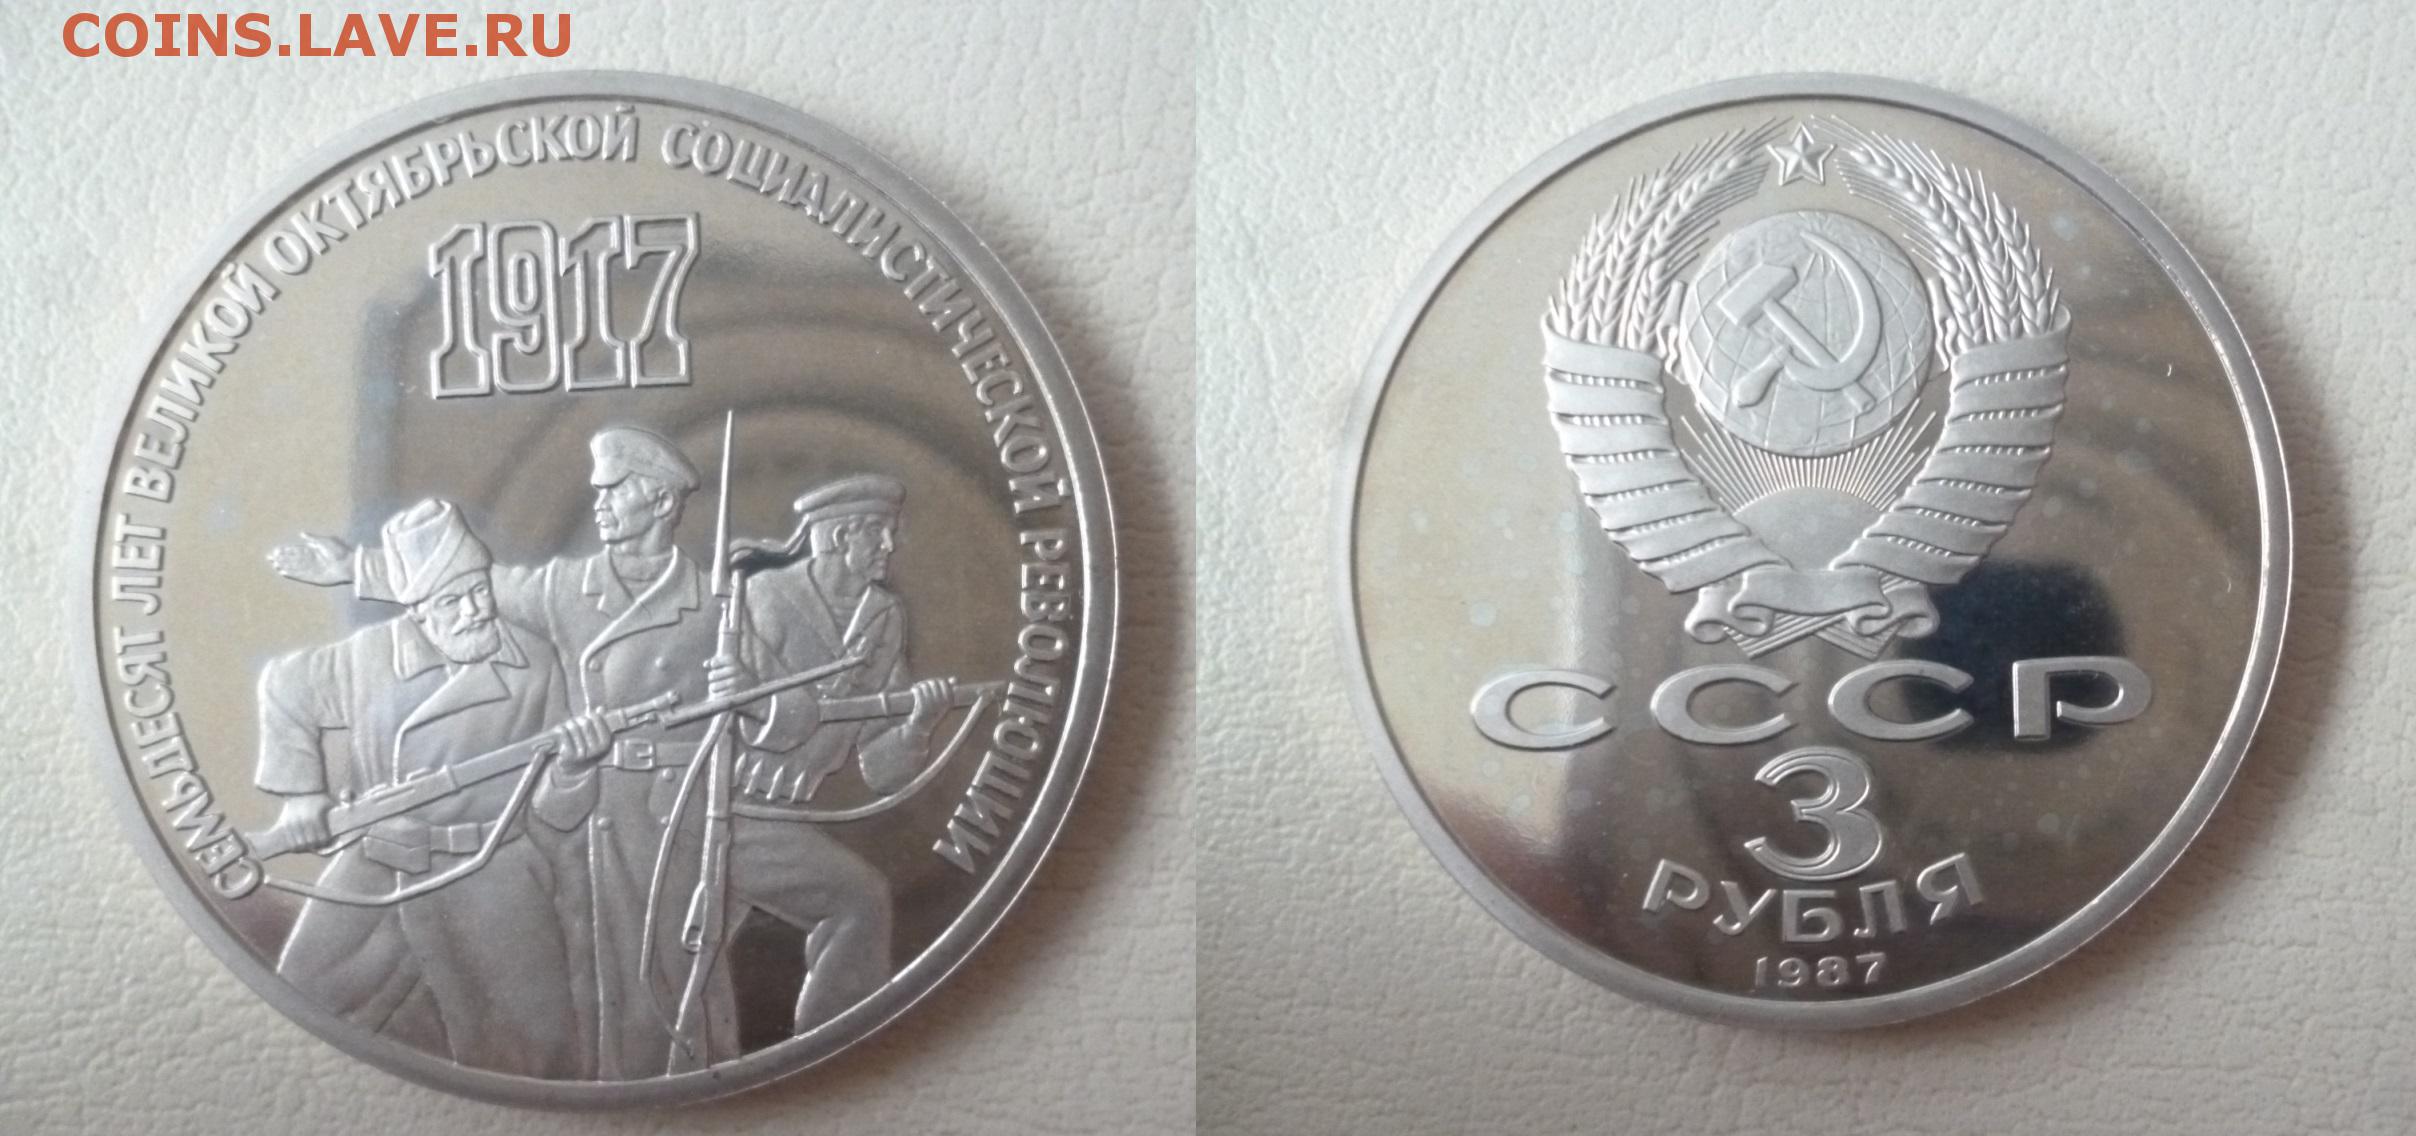 COINS.LAVE.RU
СЕМЬДЕСЯТ ЛЕТ ВЕЛИКОЙ ОКТЯБРЬСКОЙ СОЦИАЛИСТИЧЕСКОЙ РЕВОЛЮЦИИ
1917
СССР
3
РУБЛЯ
1987